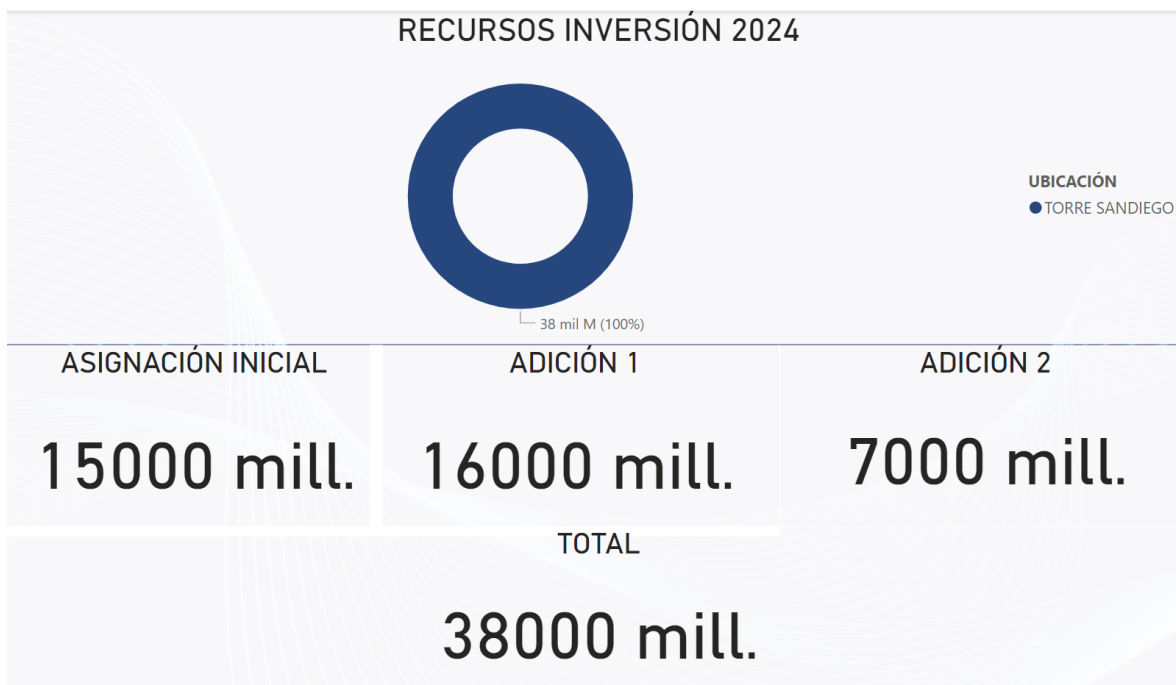 RECURSOS INVERSIÓN 2024
UBICACIÓN
TORRE SANDIEGO
38 mil M (100%)
ASIGNACIÓN INICIAL
15000 mill.
ADICIÓN 1
16000 mill.
ADICIÓN 2
7000 mill.
TOTAL
38000 mill.